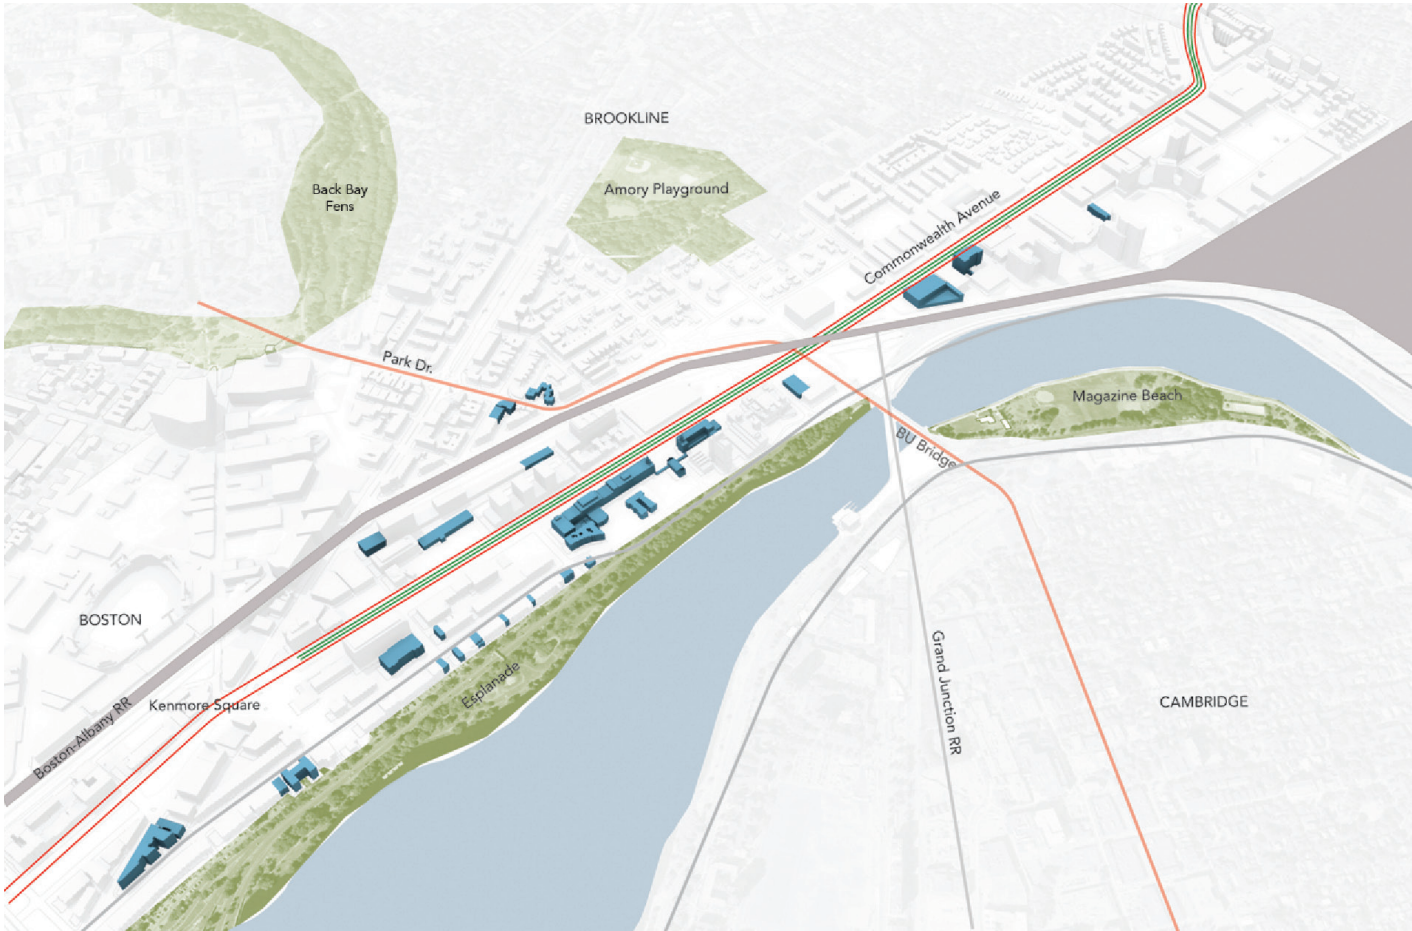 BROOKLINE
Back Bay
Fens
Amory Playground
Commonwealth Avenue
Park Dr.
Magazine Beach
BU Bridge
BOSTON
Grand Junction RR
Esplanade
Kenmore Square
CAMBRIDGE
Boston-Albany RR